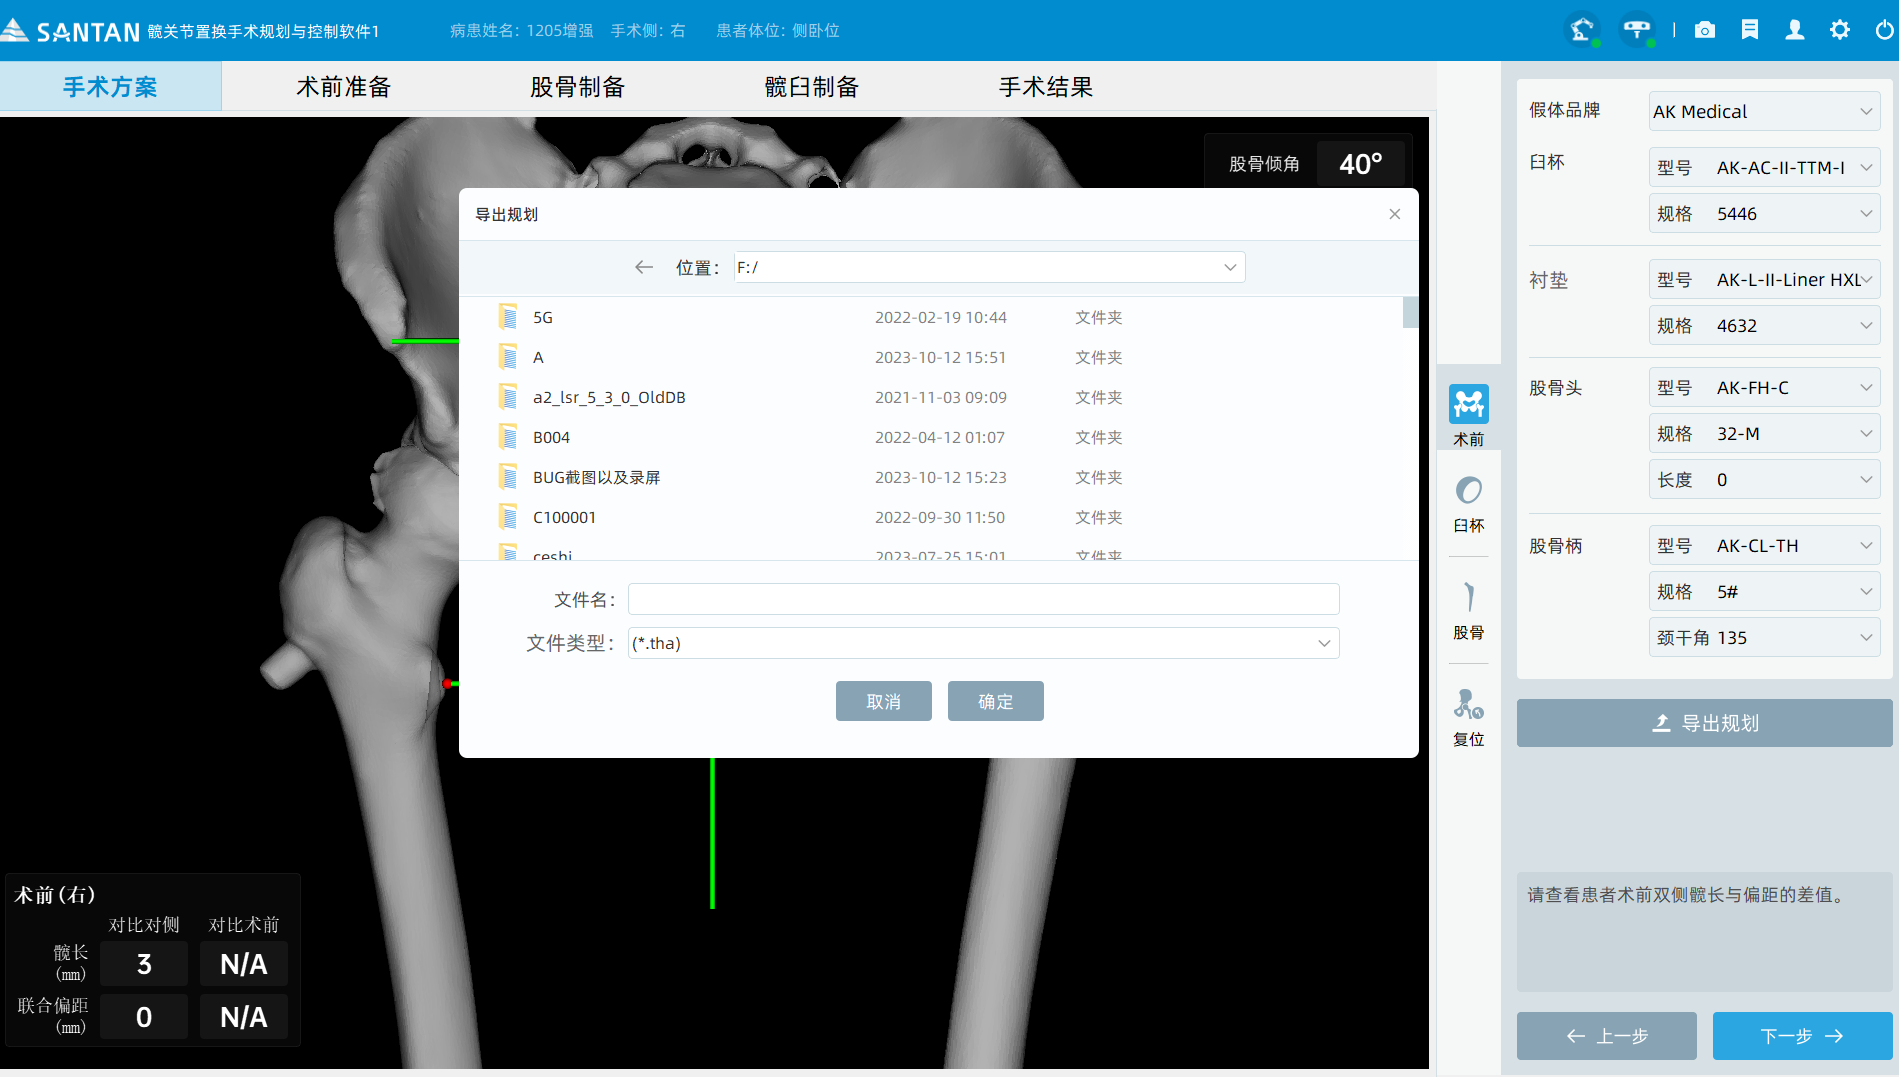 SANTAN 髋关节置换手术规划与控制软件1 病患姓名: 1205增强 手术侧: 右 患者体位: 侧卧位
手术方案 术前准备 股骨制备 髋臼制备 手术结果
股骨倾角 40°
导出规划
位置: F:/
5G 2022-02-19 10:44 文件夹
A 2023-10-12 15:51 文件夹
a2_lsr_5_3_0_OldDB 2021-11-03 09:09 文件夹
B004 2022-04-12 01:07 文件夹
BUG截图以及录屏 2023-10-12 15:23 文件夹
C100001 2022-09-30 11:50 文件夹
ceshi 2023-07-25 15:01 文件夹
文件名:
文件类型: (*.tha)
取消 确定
术前(右)
对比对侧 对比术前
髋长
(mm) 3 N/A
联合偏距
(mm) 0 N/A
术前
臼杯
股骨
复位
假体品牌 AK Medical
臼杯 型号 AK-AC-II-TTM-I
规格 5446
衬垫 型号 AK-L-II-Liner HXL
规格 4632
股骨头 型号 AK-FH-C
规格 32-M
长度 0
股骨柄 型号 AK-CL-TH
规格 5#
颈干角 135
导出规划
请查看患者术前双侧髋长与偏距的差值。
上一步 下一步